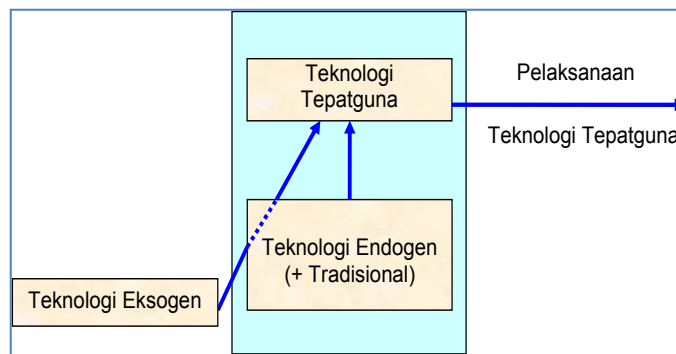 Teknologi
Tepatguna
Pelaksanaan
Teknologi Tepatguna
Teknologi Endogen
(+ Tradisional)
Teknologi Eksogen